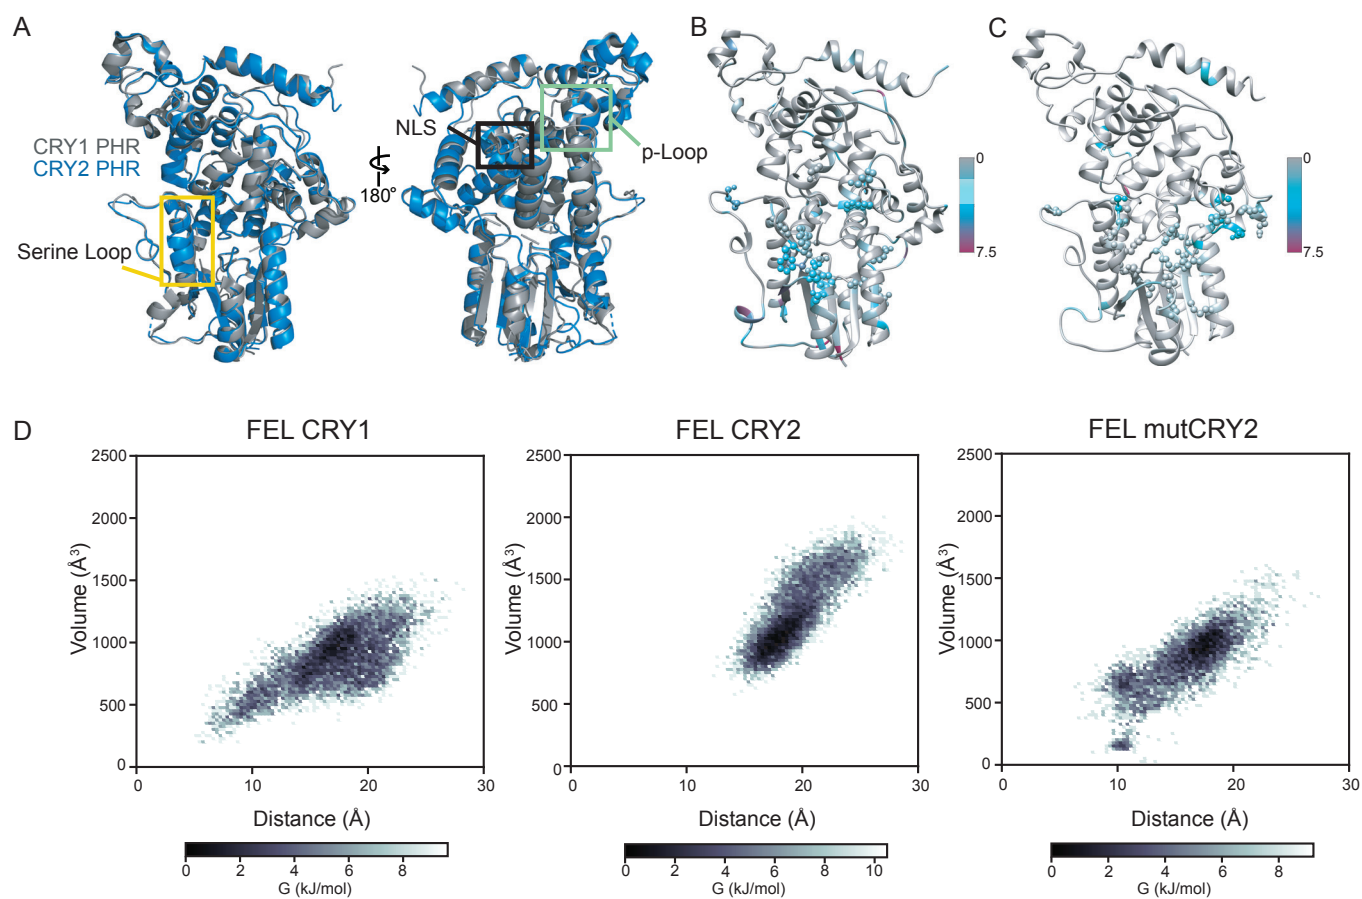 A
B
C
CRY1 PHR
CRY2 PHR
Serine Loop
180°
NLS
p-Loop
0
7.5
0
7.5
D
FEL CRY1
FEL CRY2
FEL mutCRY2
Volume (Å³)
2500
2000
1500
1000
500
0
0
10
20
30
Distance (Å)
0
2
4
6
8
G (kJ/mol)
Volume (Å³)
2500
2000
1500
1000
500
0
0
10
20
30
Distance (Å)
0
2
4
6
8
10
G (kJ/mol)
Volume (Å³)
2500
2000
1500
1000
500
0
0
10
20
30
Distance (Å)
0
2
4
6
8
G (kJ/mol)